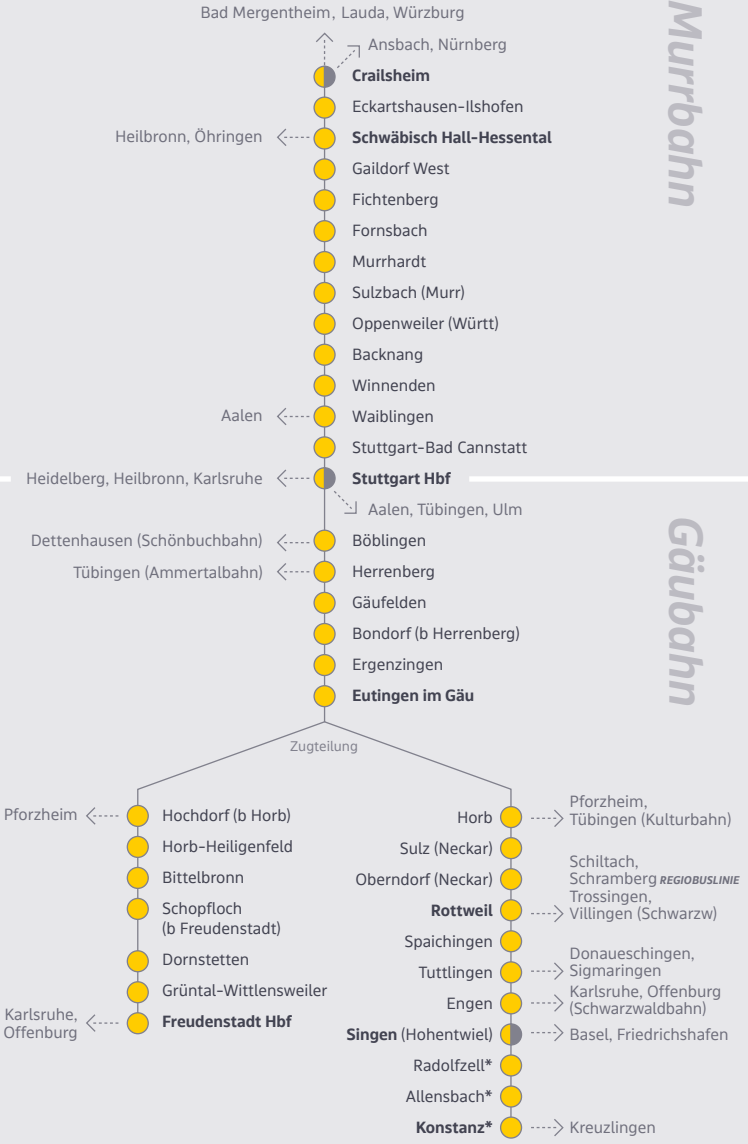 Bad Mergentheim, Lauda, Würzburg
Ansbach, Nürnberg
Crailsheim
Eckartshausen-Ilshofen
Heilbronn, Öhringen
Schwäbisch Hall-Hessental
Gaildorf West
Fichtenberg
Fornsbach
Murrhardt
Sulzbach (Murr)
Oppenweiler (Württ)
Backnang
Winnenden
Aalen
Waiblingen
Stuttgart-Bad Cannstatt
Murrbahn
Heidelberg, Heilbronn, Karlsruhe
Stuttgart Hbf
Aalen, Tübingen, Ulm
Dettenhausen (Schönbuchbahn)
Böblingen
Tübingen (Ammertalbahn)
Herrenberg
Gäufelden
Bondorf (b Herrenberg)
Ergenzingen
Eutingen im Gäu
Gäubahn
Zugteilung
Pforzheim
Hochdorf (b Horb)
Horb-Heiligenfeld
Bittelbronn
Schopfloch
(b Freudenstadt)
Dornstetten
Grüntal-Wittlensweiler
Karlsruhe,
Offenburg
Freudenstadt Hbf
Horb
Pforzheim,
Tübingen (Kulturbahn)
Sulz (Neckar)
Oberndorf (Neckar)
Schiltach,
Schramberg REGIOBUSLINIE
Trossingen,
Villingen (Schwarzw)
Rottweil
Spaichingen
Tuttlingen
Donaueschingen,
Sigmaringen
Engen
Karlsruhe, Offenburg
(Schwarzwaldbahn)
Singen (Hohentwiel)
Basel, Friedrichshafen
Radolfzell*
Allensbach*
Konstanz*
Kreuzlingen